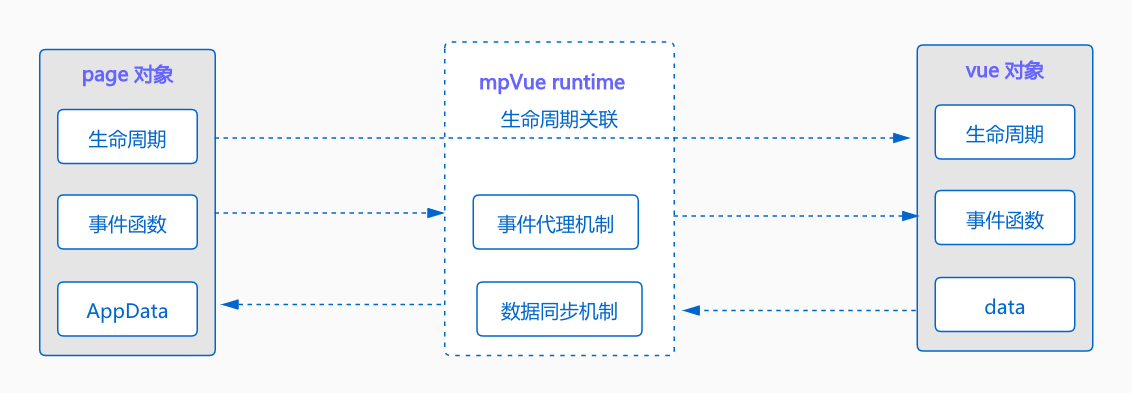 page 对象
生命周期
事件函数
AppData
mpVue runtime
生命周期关联
事件代理机制
数据同步机制
vue 对象
生命周期
事件函数
data